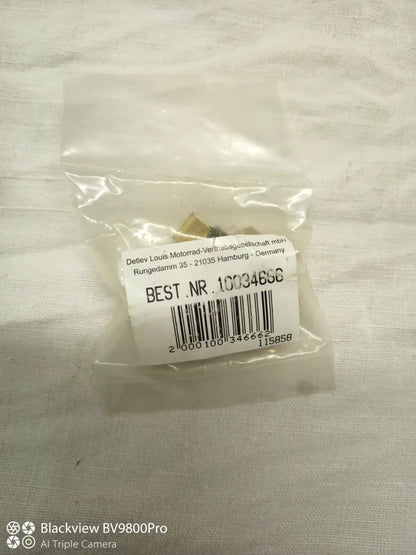 Detlev Louis Motorrad-Vertriebsgesellschaft mbH
Rungedamm 35 - 21035 Hamburg - Germany
BEST.NR.10034666
2 000100 346662
115858
Blackview BV9800Pro
AI Triple Camera